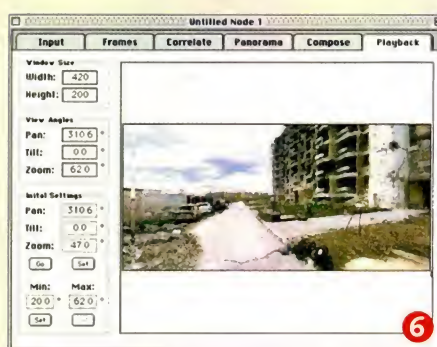 Untitled Node 1
Input Frames Correlate Panorama Compose Playback
Window Size
Width: 420
Height: 200
View Angles
Pan: 310.6 °
Tilt: 0.0 °
Zoom: 62.0 °
Inital Settings
Pan: 310.6 °
Tilt: 0.0 °
Zoom: 47.0 °
Go Set
Min: Max:
20.0 ° 62.0 °
Set
6